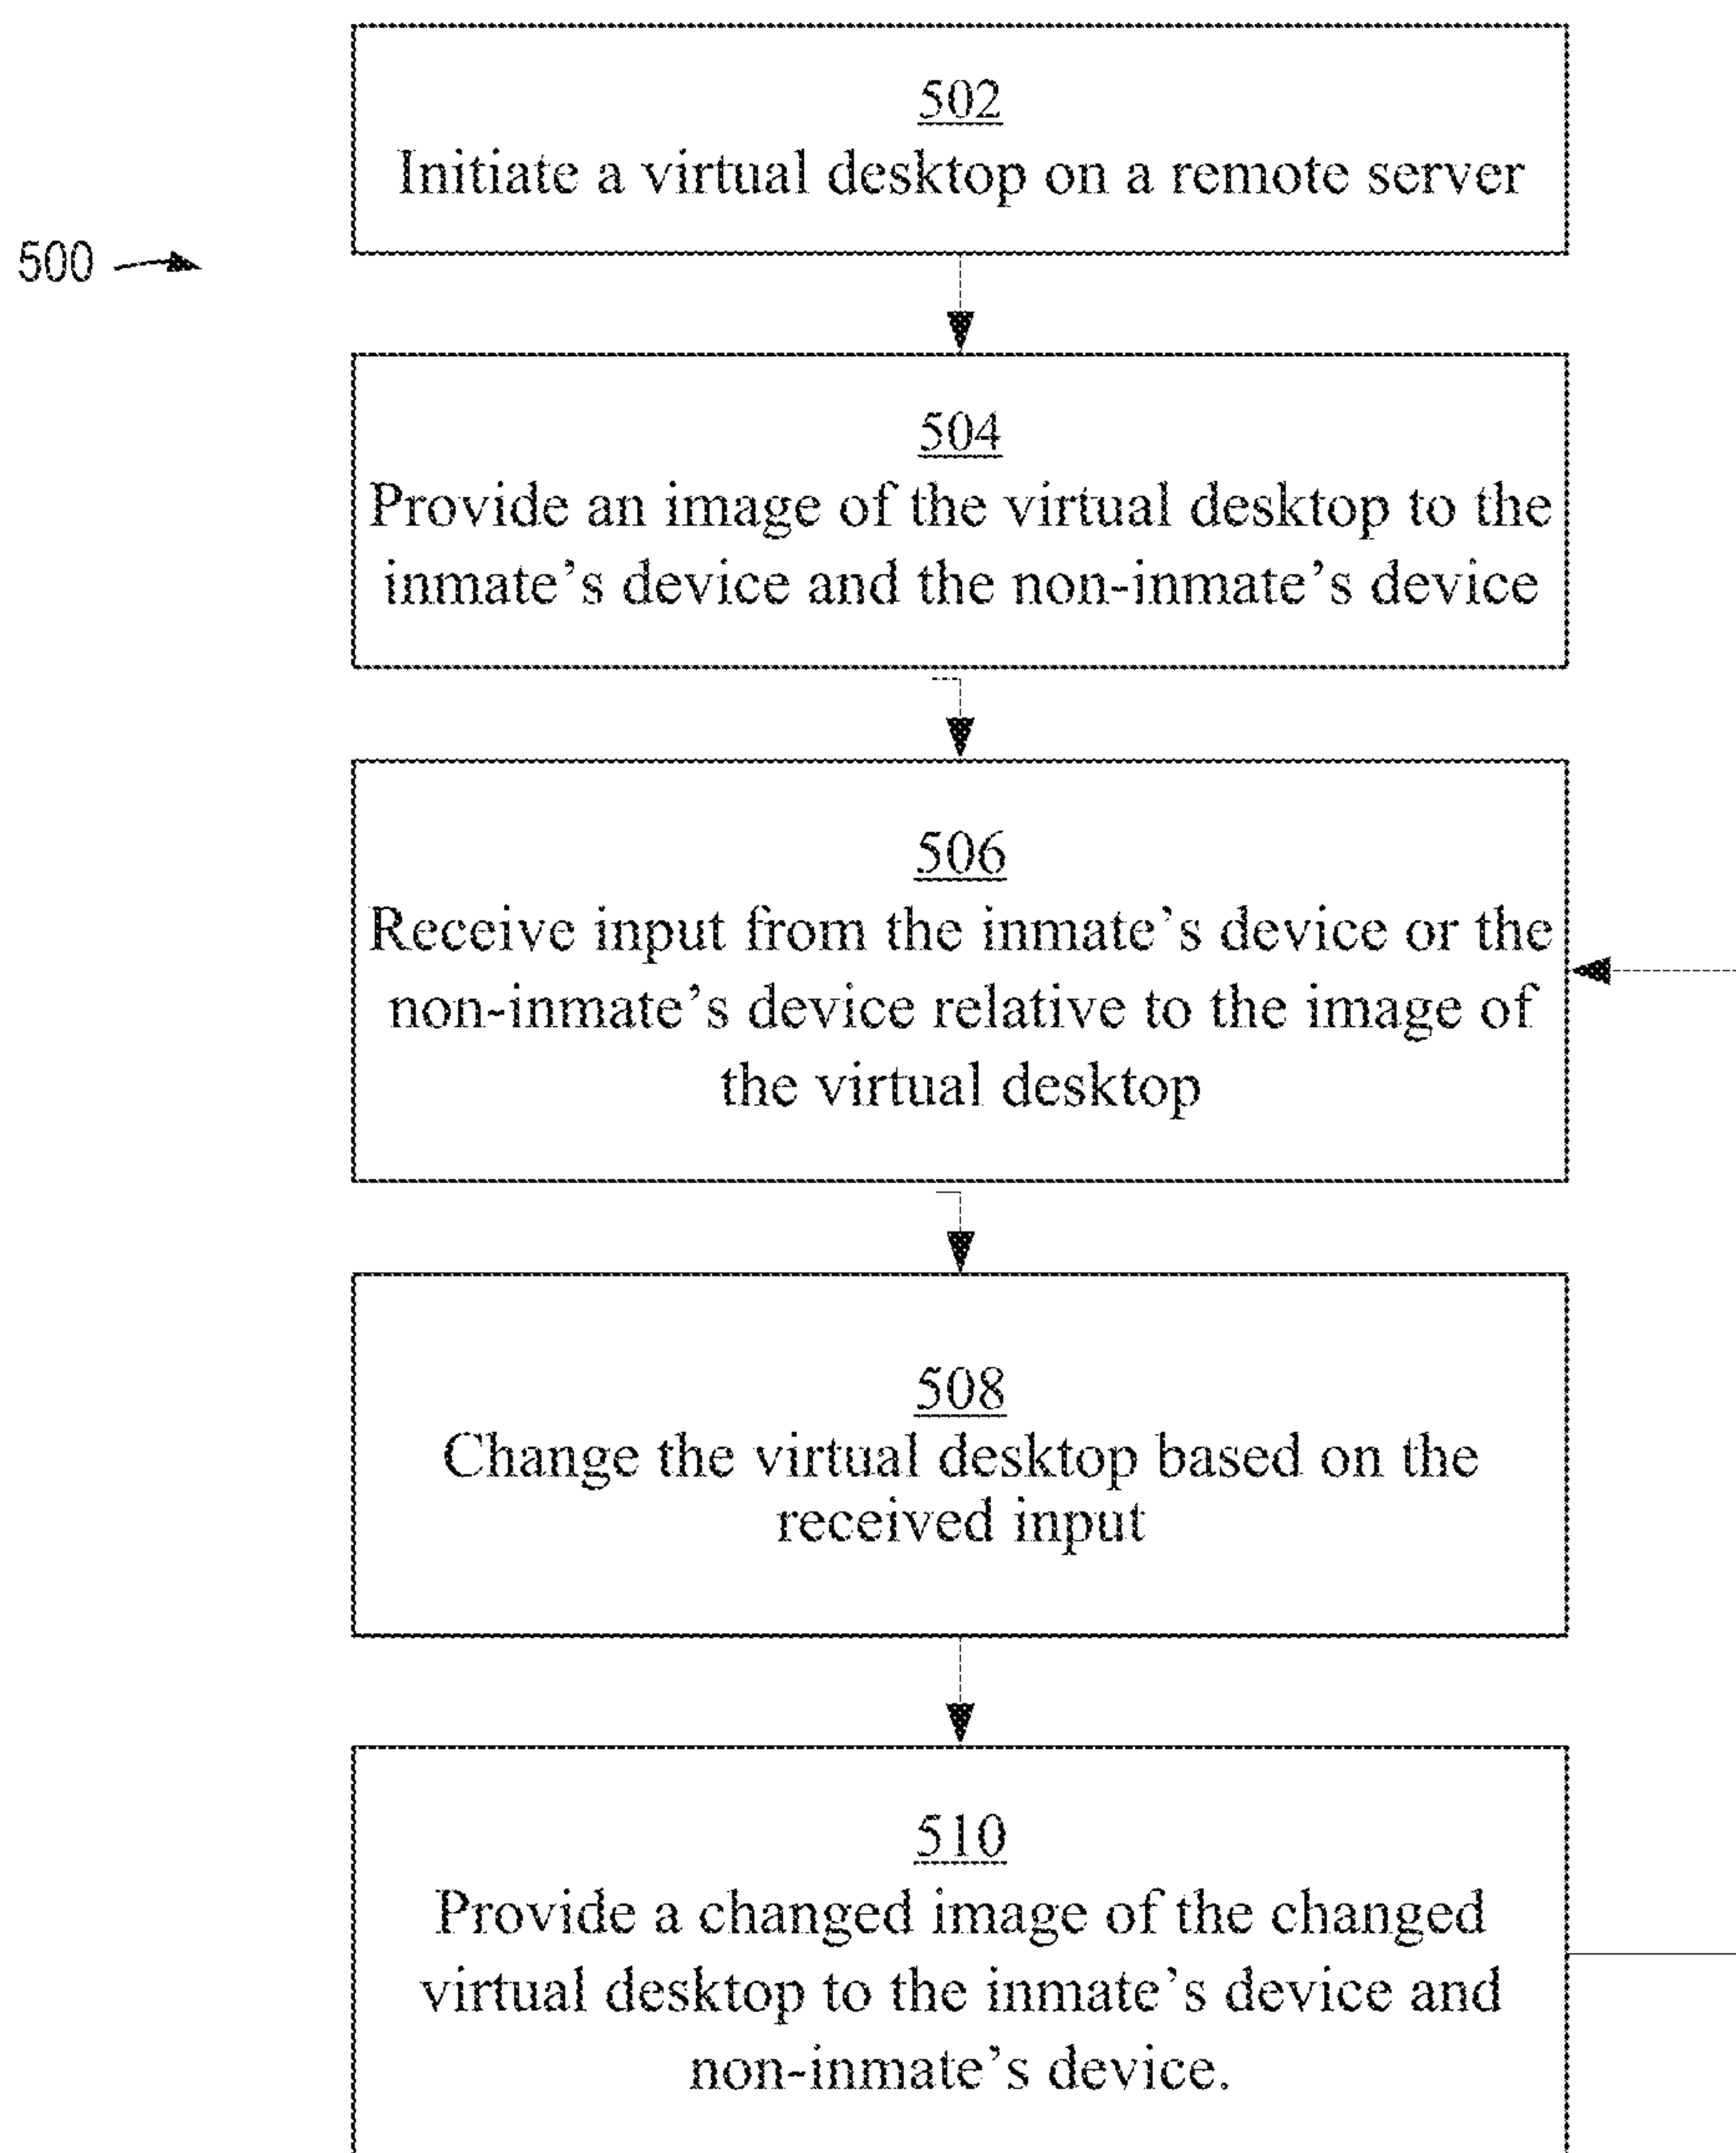 502
Initiate a virtual desktop on a remote server
500
504
Provide an image of the virtual desktop to the
inmate’s device and the non-inmate’s device
506
Receive input from the inmate’s device or the
non-inmate’s device relative to the image of
the virtual desktop
508
Change the virtual desktop based on the
received input
510
Provide a changed image of the changed
virtual desktop to the inmate’s device and
non-inmate’s device.